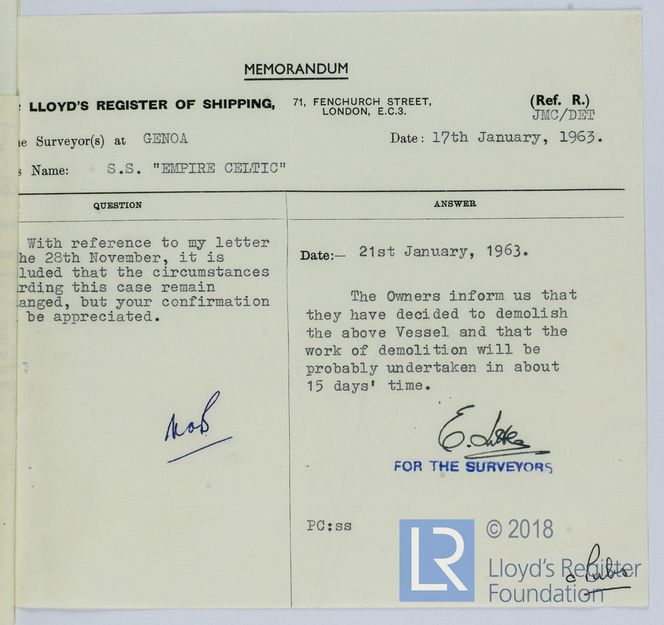 MEMORANDUM
LLOYD'S REGISTER OF SHIPPING, 71, FENCHURCH STREET, LONDON, E.C.3.
(Ref. R.)
JMC/DET
Surveyor(s) at GENOA
Date: 17th January, 1963.
Name: S.S. "EMPIRE CELTIC"
QUESTION
With reference to my letter
he 28th November, it is
luded that the circumstances
rding this case remain
anged, but your confirmation
be appreciated.
ANSWER
Date:— 21st January, 1963.
The Owners inform us that
they have decided to demolish
the above Vessel and that the
work of demolition will be
probably undertaken in about
15 days' time.
FOR THE SURVEYORS
PC:ss
LR
© 2018
Lloyd's Register
Foundation